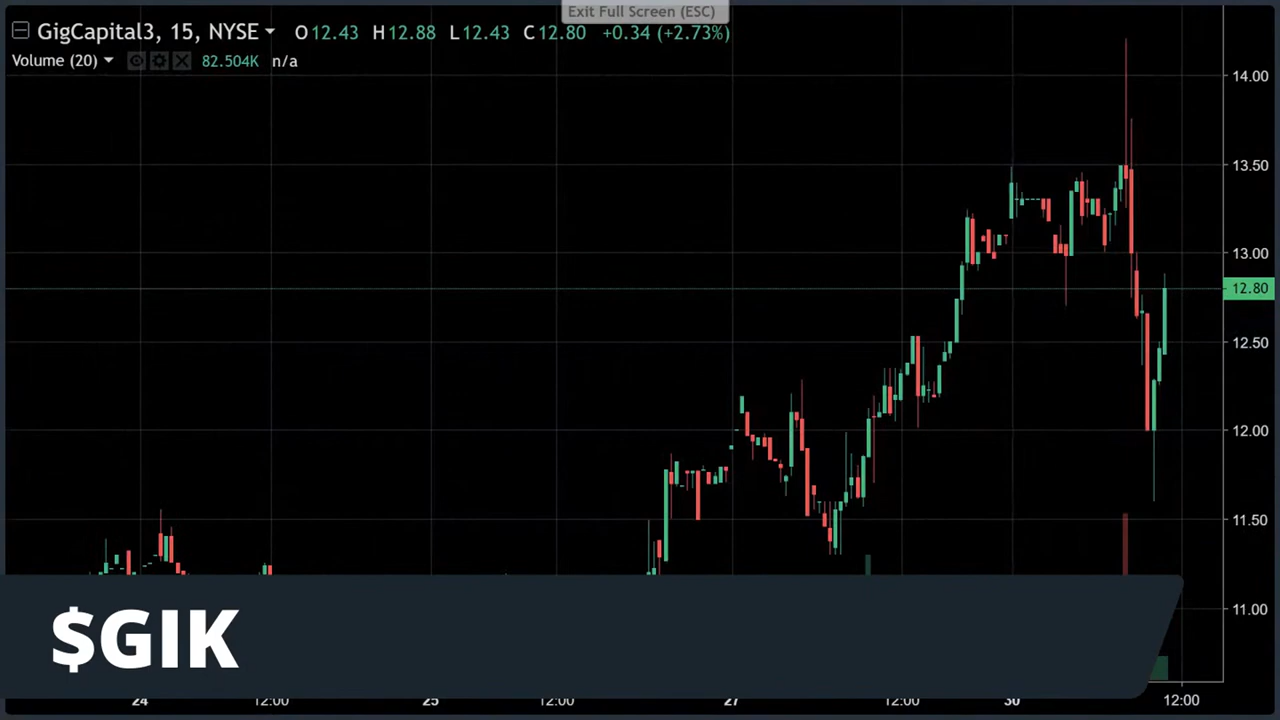 Exit Full Screen (ESC)
GigCapital3, 15, NYSE O12.43 H12.88 L12.43 C12.80 +0.34 (+2.73%)
Volume (20) 82.504K n/a
14.00
13.50
13.00
12.80
12.50
12.00
11.50
11.00
$GIK
24 12:00 25 12:00 27 12:00 30 12:00